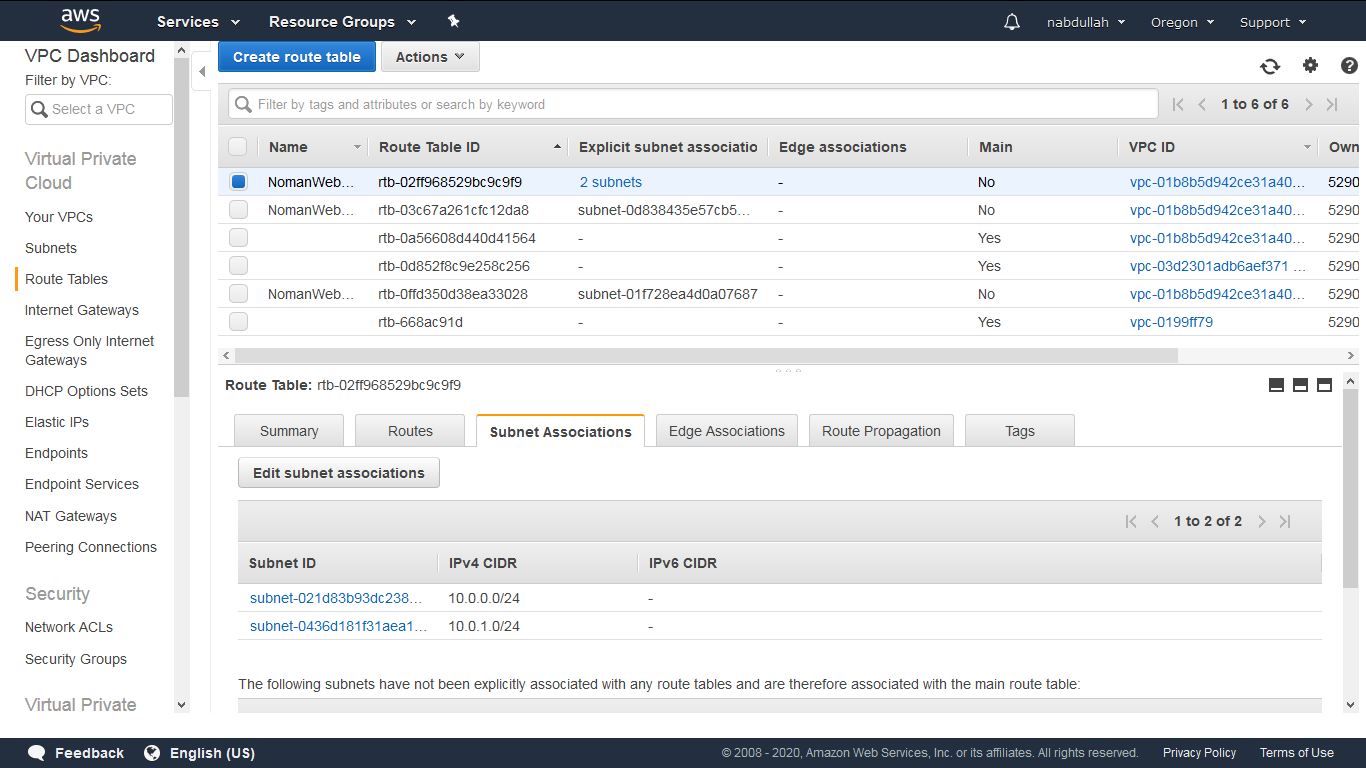 aws Services Resource Groups nabdullah Oregon Support
VPC Dashboard
Filter by VPC:
Select a VPC
Virtual Private
Cloud
Your VPCs
Subnets
Route Tables
Internet Gateways
Egress Only Internet
Gateways
DHCP Options Sets
Elastic IPs
Endpoints
Endpoint Services
NAT Gateways
Peering Connections
Security
Network ACLs
Security Groups
Virtual Private
Create route table Actions
Filter by tags and attributes or search by keyword 1 to 6 of 6
Name Route Table ID Explicit subnet associatio Edge associations Main VPC ID Own
NomanWeb... rtb-02ff968529bc9c9f9 2 subnets - No vpc-01b8b5d942ce31a40... 5290
NomanWeb... rtb-03c67a261cfc12da8 subnet-0d838435e57cb5... - No vpc-01b8b5d942ce31a40... 5290
rtb-0a56608d440d41564 - - Yes vpc-01b8b5d942ce31a40... 5290
rtb-0d852f8c9e258c256 - - Yes vpc-03d2301adb6aef371 ... 5290
NomanWeb... rtb-0ffd350d38ea33028 subnet-01f728ea4d0a07687 - No vpc-01b8b5d942ce31a40... 5290
rtb-668ac91d - - Yes vpc-0199ff79 5290
Route Table: rtb-02ff968529bc9c9f9
Summary Routes Subnet Associations Edge Associations Route Propagation Tags
Edit subnet associations
1 to 2 of 2
Subnet ID IPv4 CIDR IPv6 CIDR
subnet-021d83b93dc238... 10.0.0.0/24 -
subnet-0436d181f31aea1... 10.0.1.0/24 -
The following subnets have not been explicitly associated with any route tables and are therefore associated with the main route table:
Feedback English (US) © 2008 - 2020, Amazon Web Services, Inc. or its affiliates. All rights reserved. Privacy Policy Terms of Use